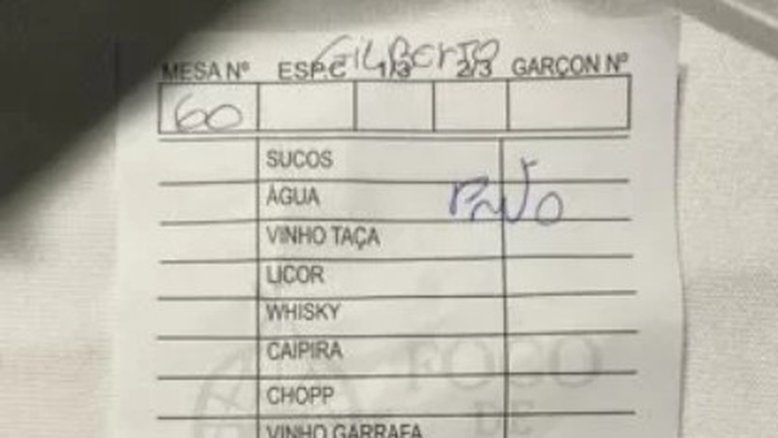 GILBERTO
MESA Nº ESP.C 1/3 2/3 GARÇON Nº
60
SUCOS
ÁGUA
VINHO TAÇA
LICOR
WHISKY
CAIPIRA
FOGO
CHOPP
DE
VINHO GARRAFA